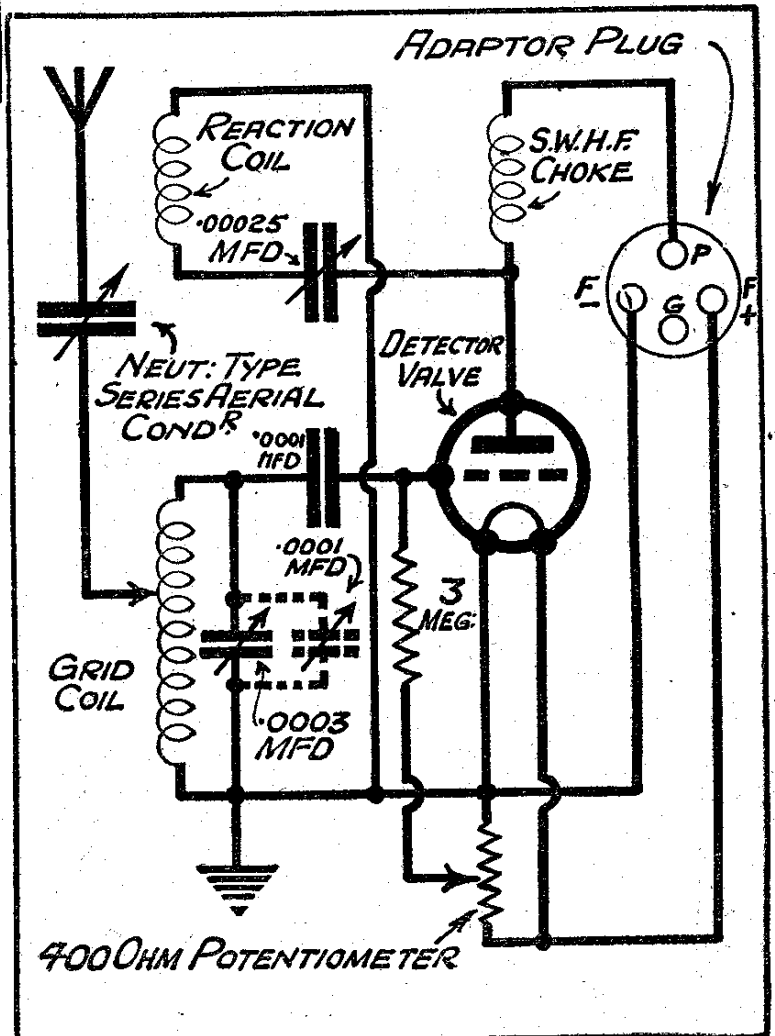 ADAPTOR PLUG
REACTION
COIL
S.W.H.F.
CHOKE
.00025
MFD
P
F
-
G
F
+
NEUT: TYPE
SERIES AERIAL
CONDR.
DETECTOR
VALVE
.0001
MFD
.0001
MFD
3
MEG:
GRID
COIL
.0003
MFD
400 OHM POTENTIOMETER